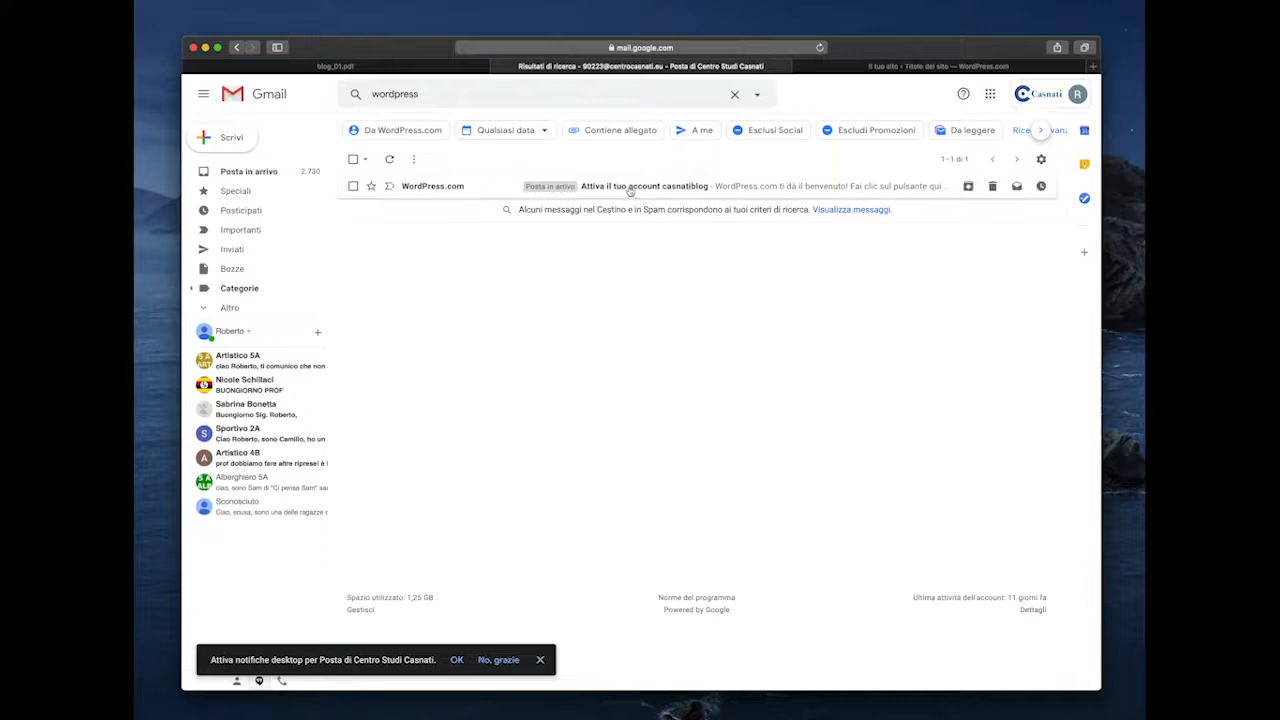 mail.google.com
blog_01.pdf
Risultati di ricerca - 90223@centrocasnati.eu - Posta di Centro Studi Casnati
Il tuo sito ‹ Titolo del sito — WordPress.com
Gmail
wordpress
Casnati
R
Scrivi
Da WordPress.com
Qualsiasi data
Contiene allegato
A me
Esclusi Social
Escludi Promozioni
Da leggere
1–1 di 1
Posta in arrivo 2.730
WordPress.com Posta in arrivo Attiva il tuo account casnatiblog - WordPress.com ti dà il benvenuto! Fai clic sul pulsante qui ...
Speciali
Alcuni messaggi nel Cestino e in Spam corrispondono ai tuoi criteri di ricerca. Visualizza messaggi.
Posticipati
Importanti
Inviati
Bozze
Categorie
Altro
Roberto
Artistico 5A
ciao Roberto, ti comunico che non
Nicole Schillaci
BUONGIORNO PROF
Sabrina Bonetta
Buongiorno Sig. Roberto,
Sportivo 2A
Ciao Roberto, sono Camillo, ho un
Artistico 4B
prof dobbiamo fare altre riprese! è
Alberghiero 5A
ciao, sono Sam di "Ci pensa Sam"
Sconosciuto
Ciao, scusa, sono una delle ragazze
Spazio utilizzato: 1,25 GB
Gestisci
Norme del programma
Powered by Google
Ultima attività dell'account: 11 giorni fa
Dettagli
Attiva notifiche desktop per Posta di Centro Studi Casnati. OK No, grazie